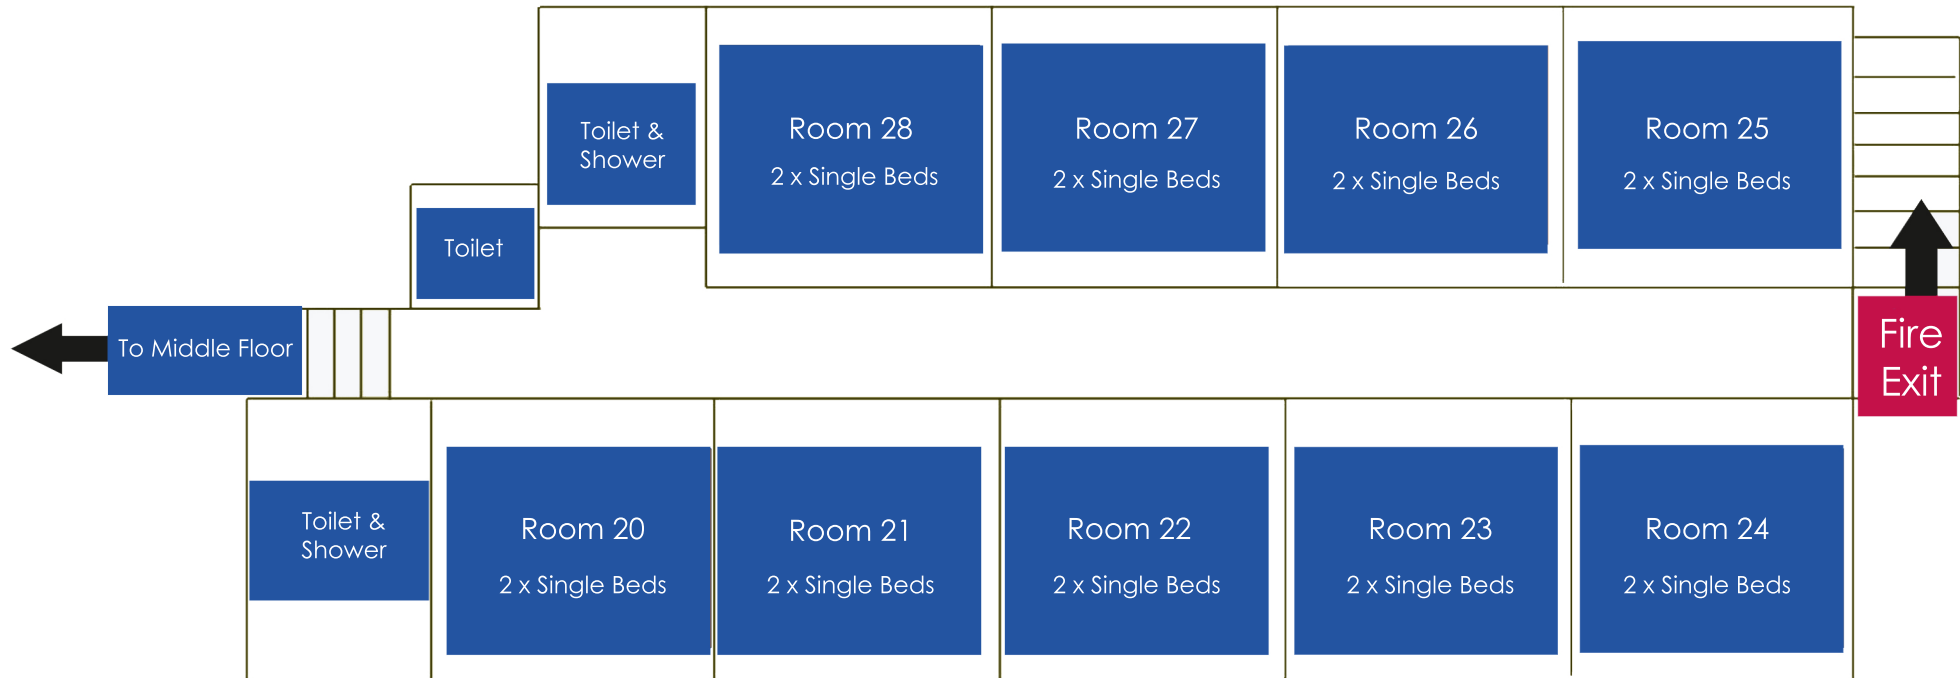 Toilet &
Shower
Room 28
2 x Single Beds
Room 27
2 x Single Beds
Room 26
2 x Single Beds
Room 25
2 x Single Beds
Toilet
To Middle Floor
Fire
Exit
Toilet &
Shower
Room 20
2 x Single Beds
Room 21
2 x Single Beds
Room 22
2 x Single Beds
Room 23
2 x Single Beds
Room 24
2 x Single Beds